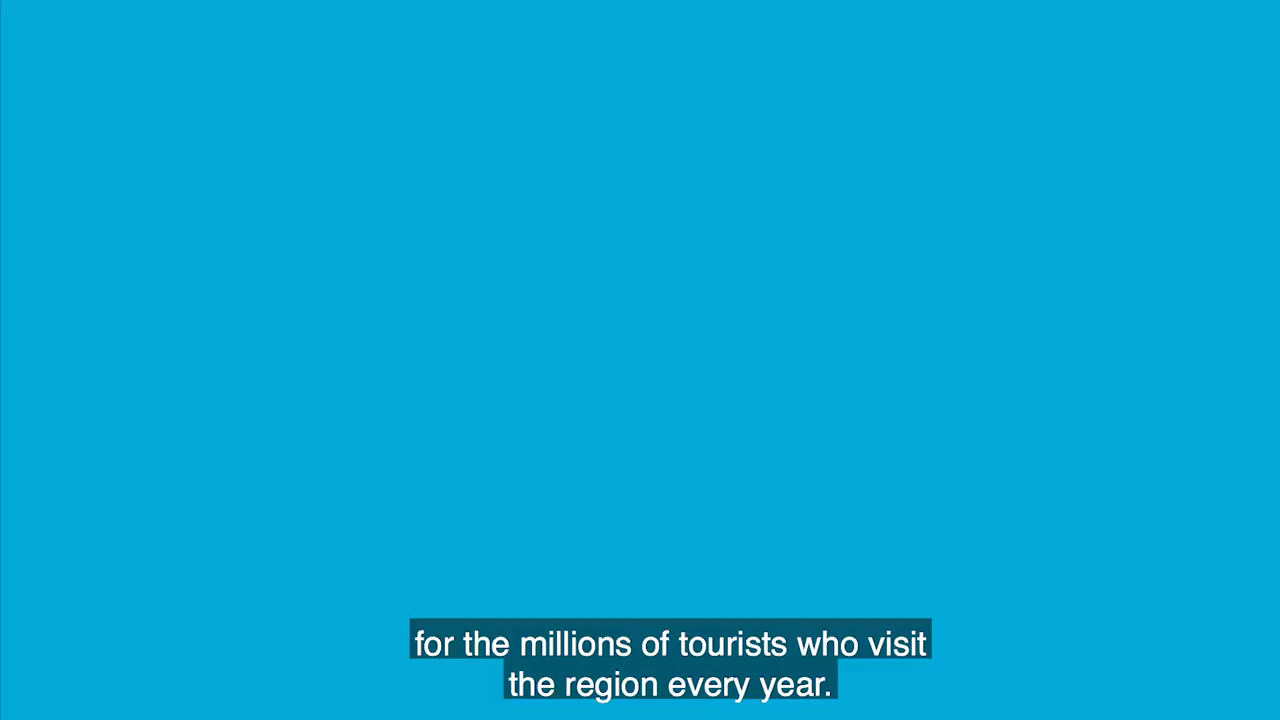 for the millions of tourists who visit
the region every year.